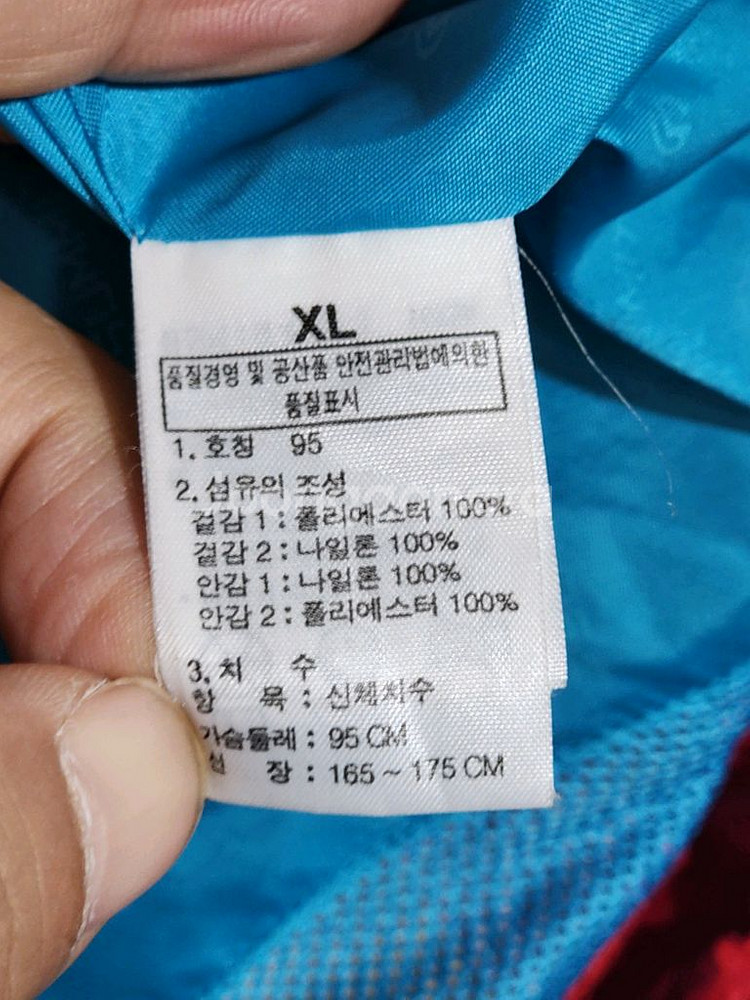 XL
품질경영 및 공산품 안전관리법에의한
품질표시
1. 호칭 95
2. 섬유의 조성
겉감 1 : 폴리에스터 100%
겉감 2 : 나일론 100%
안감 1 : 나일론 100%
안감 2 : 폴리에스터 100%
3. 치 수
항 목 : 신체치수
가슴둘레 : 95 CM
장 : 165 ~ 175 CM